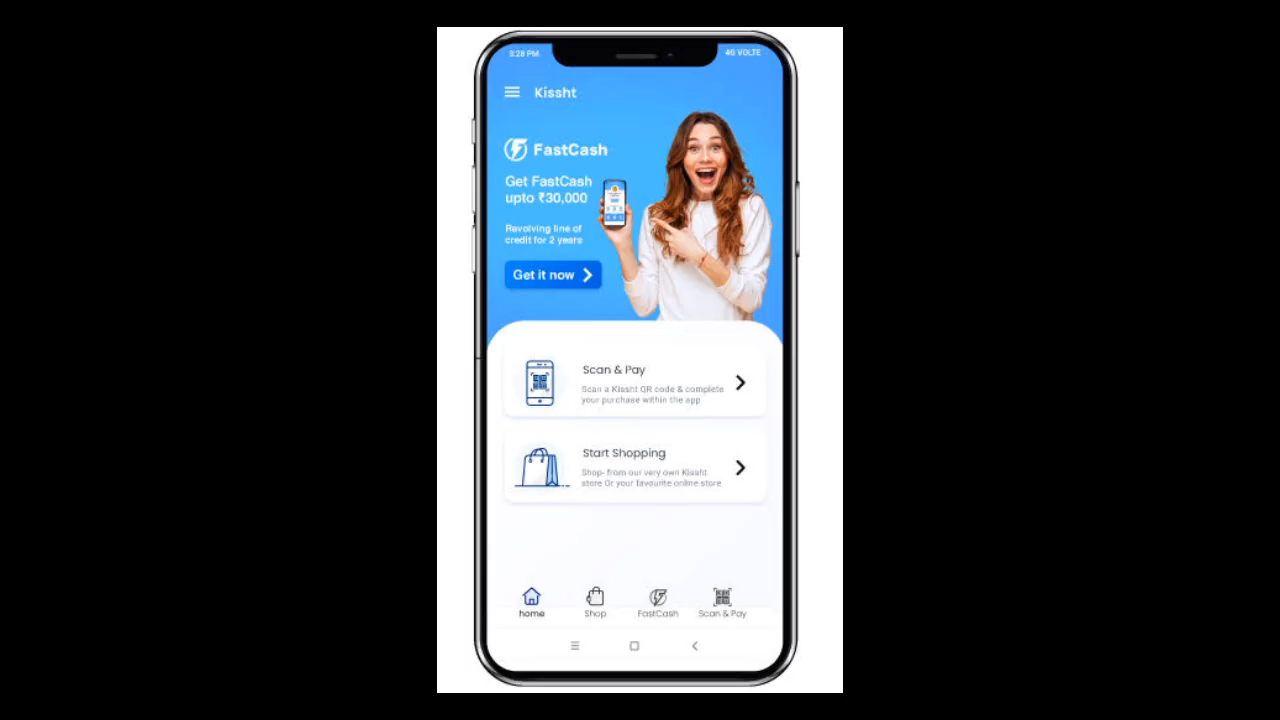 3:28 PM
4G VOLTE
Kissht
FastCash
Get FastCash
upto ₹30,000
Revolving line of
credit for 2 years
Get it now
Scan & Pay
Scan a Kissht QR code & complete
your purchase within the app
Start Shopping
Shop- from our very own Kissht
store Or your favourite online store
home
Shop
FastCash
Scan & Pay